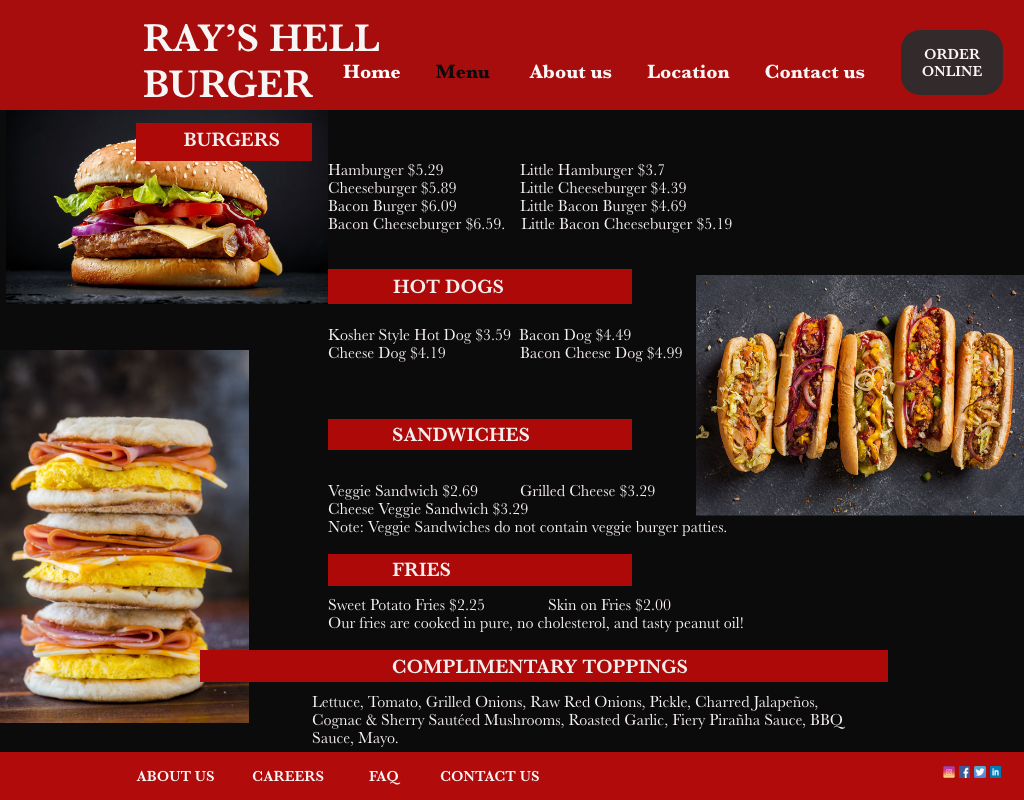 RAY’S HELL
BURGER
Home Menu About us Location Contact us
ORDER
ONLINE
BURGERS
Hamburger $5.29 Little Hamburger $3.7
Cheeseburger $5.89 Little Cheeseburger $4.39
Bacon Burger $6.09 Little Bacon Burger $4.69
Bacon Cheeseburger $6.59. Little Bacon Cheeseburger $5.19
HOT DOGS
Kosher Style Hot Dog $3.59 Bacon Dog $4.49
Cheese Dog $4.19 Bacon Cheese Dog $4.99
SANDWICHES
Veggie Sandwich $2.69 Grilled Cheese $3.29
Cheese Veggie Sandwich $3.29
Note: Veggie Sandwiches do not contain veggie burger patties.
FRIES
Sweet Potato Fries $2.25 Skin on Fries $2.00
Our fries are cooked in pure, no cholesterol, and tasty peanut oil!
COMPLIMENTARY TOPPINGS
Lettuce, Tomato, Grilled Onions, Raw Red Onions, Pickle, Charred Jalapeños,
Cognac & Sherry Sautéed Mushrooms, Roasted Garlic, Fiery Pirañha Sauce, BBQ
Sauce, Mayo.
ABOUT US CAREERS FAQ CONTACT US